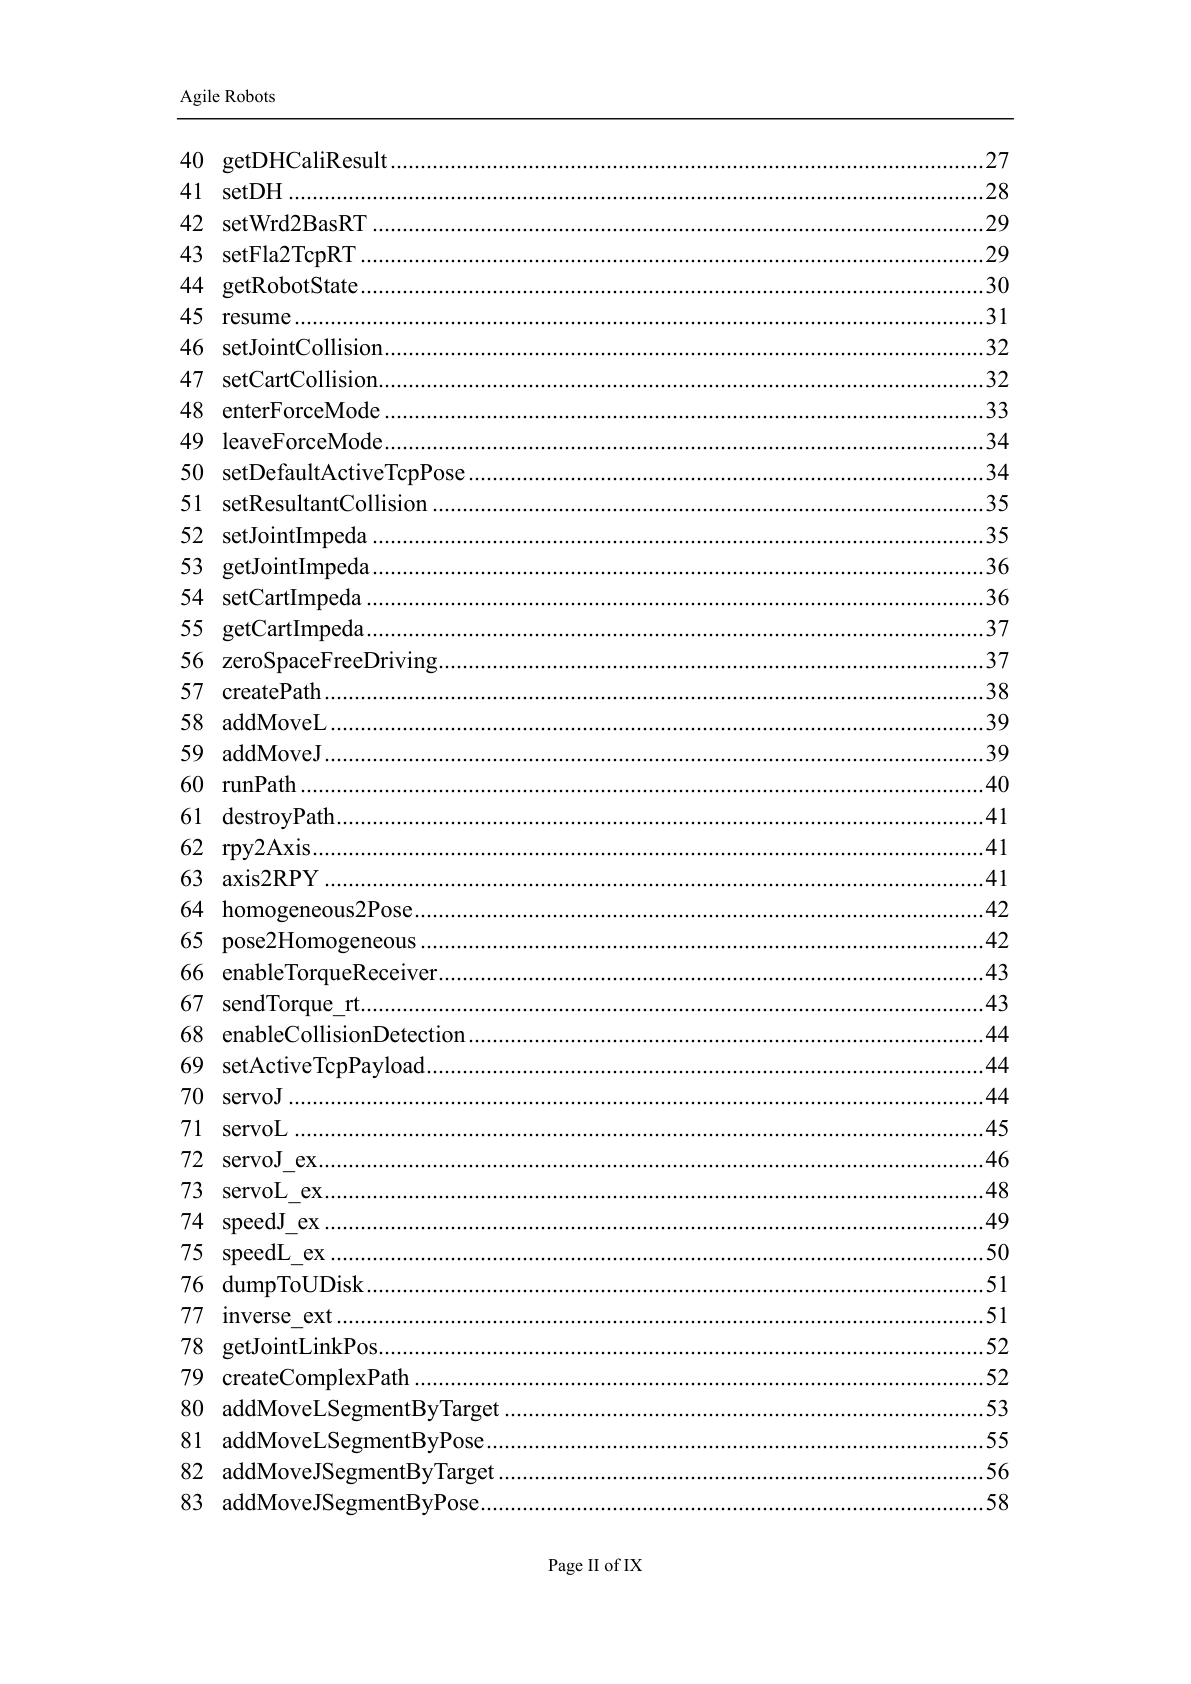 Agile Robots
40 getDHCaliResult....................................................................................................27
41 setDH ....................................................................................................28
42 setWrd2BasRT ....................................................................................................29
43 setFla2TcpRT ....................................................................................................29
44 getRobotState....................................................................................................30
45 resume....................................................................................................31
46 setJointCollision....................................................................................................32
47 setCartCollision....................................................................................................32
48 enterForceMode ....................................................................................................33
49 leaveForceMode....................................................................................................34
50 setDefaultActiveTcpPose....................................................................................................34
51 setResultantCollision ....................................................................................................35
52 setJointImpeda ....................................................................................................35
53 getJointImpeda....................................................................................................36
54 setCartImpeda ....................................................................................................36
55 getCartImpeda....................................................................................................37
56 zeroSpaceFreeDriving....................................................................................................37
57 createPath....................................................................................................38
58 addMoveL....................................................................................................39
59 addMoveJ....................................................................................................39
60 runPath....................................................................................................40
61 destroyPath....................................................................................................41
62 rpy2Axis....................................................................................................41
63 axis2RPY ....................................................................................................41
64 homogeneous2Pose....................................................................................................42
65 pose2Homogeneous ....................................................................................................42
66 enableTorqueReceiver....................................................................................................43
67 sendTorque_rt....................................................................................................43
68 enableCollisionDetection....................................................................................................44
69 setActiveTcpPayload....................................................................................................44
70 servoJ ....................................................................................................44
71 servoL ....................................................................................................45
72 servoJ_ex....................................................................................................46
73 servoL_ex....................................................................................................48
74 speedJ_ex ....................................................................................................49
75 speedL_ex ....................................................................................................50
76 dumpToUDisk....................................................................................................51
77 inverse_ext....................................................................................................51
78 getJointLinkPos....................................................................................................52
79 createComplexPath ....................................................................................................52
80 addMoveLSegmentByTarget ....................................................................................................53
81 addMoveLSegmentByPose....................................................................................................55
82 addMoveJSegmentByTarget....................................................................................................56
83 addMoveJSegmentByPose....................................................................................................58
Page II of IX